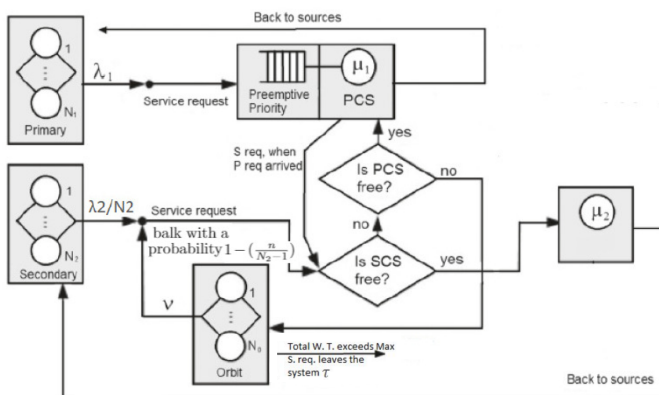 Back to sources
1
⋮
N₁
Primary
λ₁
Service request
Preemptive
Priority
μ₁
PCS
S req, when
P req arrived
yes
Is PCS
free?
no
no
1
⋮
N₂
Secondary
λ2/N2
Service request
balk with a
probability 1 − (n/(N₂−1))
Is SCS
free?
yes
μ₂
ν
1
⋮
Orbit
Total W. T. exceeds Max
S. req. leaves the
system τ
Back to sources